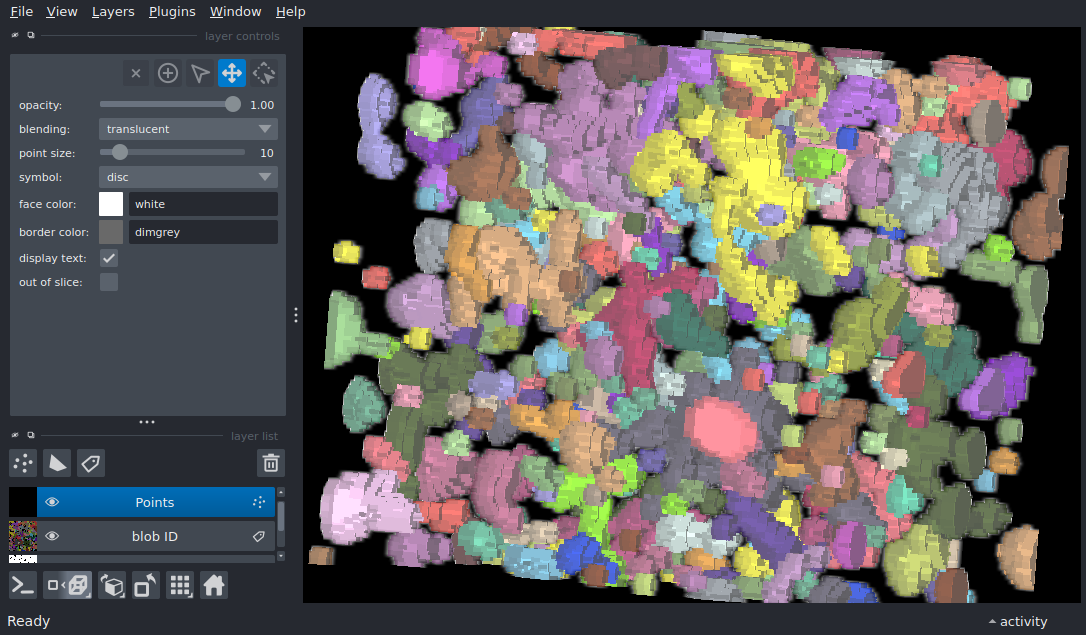 File View Layers Plugins Window Help
layer controls
opacity: 1.00
blending: translucent
point size: 10
symbol: disc
face color: white
border color: dimgrey
display text:
out of slice:
layer list
Points
blob ID
Ready
activity